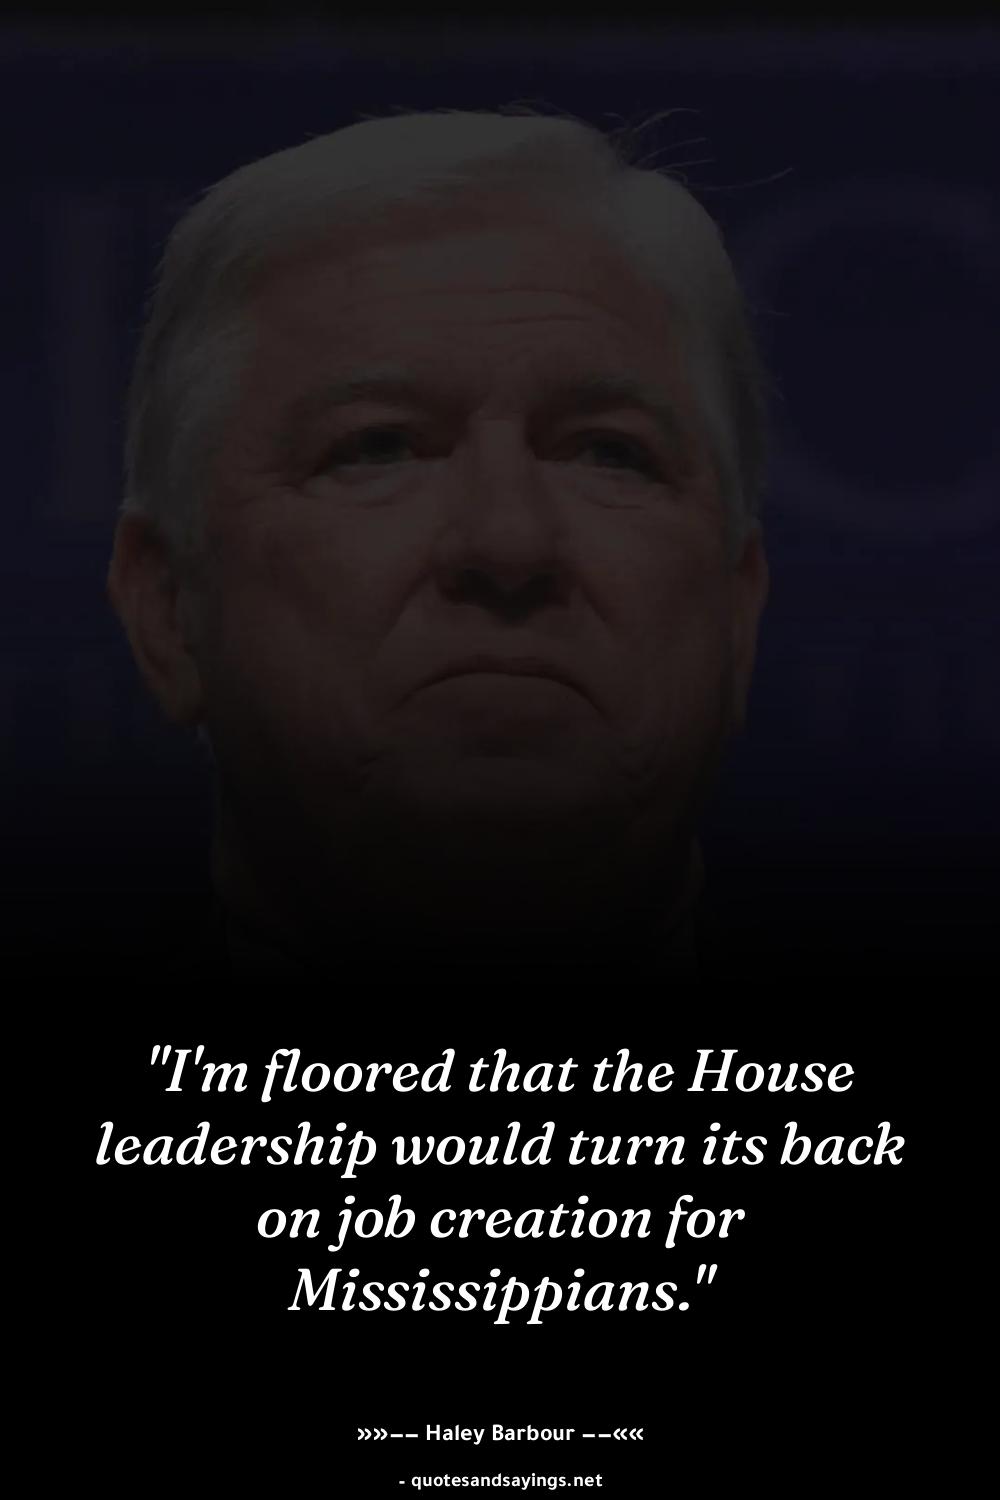 "I'm floored that the House
leadership would turn its back
on job creation for
Mississippians."
»»–– Haley Barbour ––««
- quotesandsayings.net